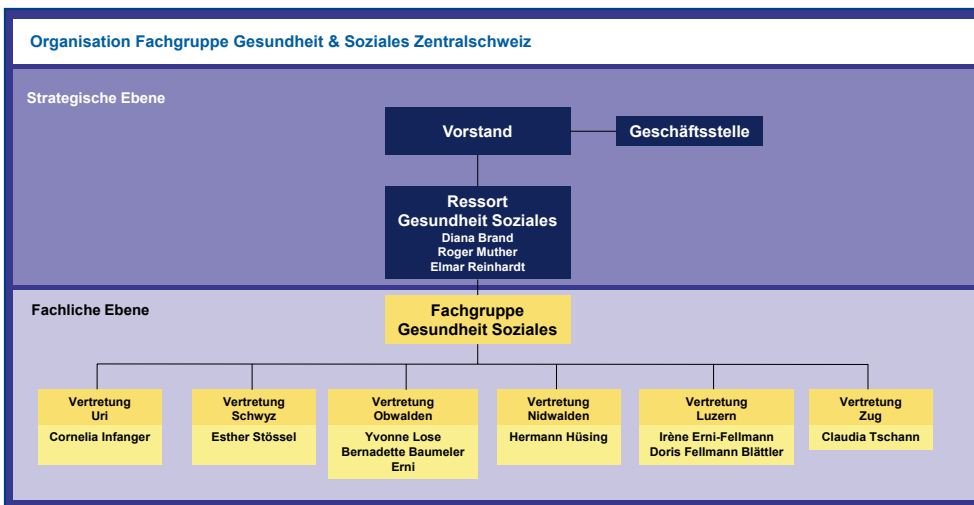 Organisation Fachgruppe Gesundheit & Soziales Zentralschweiz
Strategische Ebene
Vorstand
Geschäftsstelle
Ressort
Gesundheit Soziales
Diana Brand
Roger Muther
Elmar Reinhardt
Fachliche Ebene
Fachgruppe
Gesundheit Soziales
Vertretung
Uri
Cornelia Infanger
Vertretung
Schwyz
Esther Stössel
Vertretung
Obwalden
Yvonne Lose
Bernadette Baumeler
Erni
Vertretung
Nidwalden
Hermann Hüsing
Vertretung
Luzern
Irène Erni-Fellmann
Doris Fellmann Blättler
Vertretung
Zug
Claudia Tschann